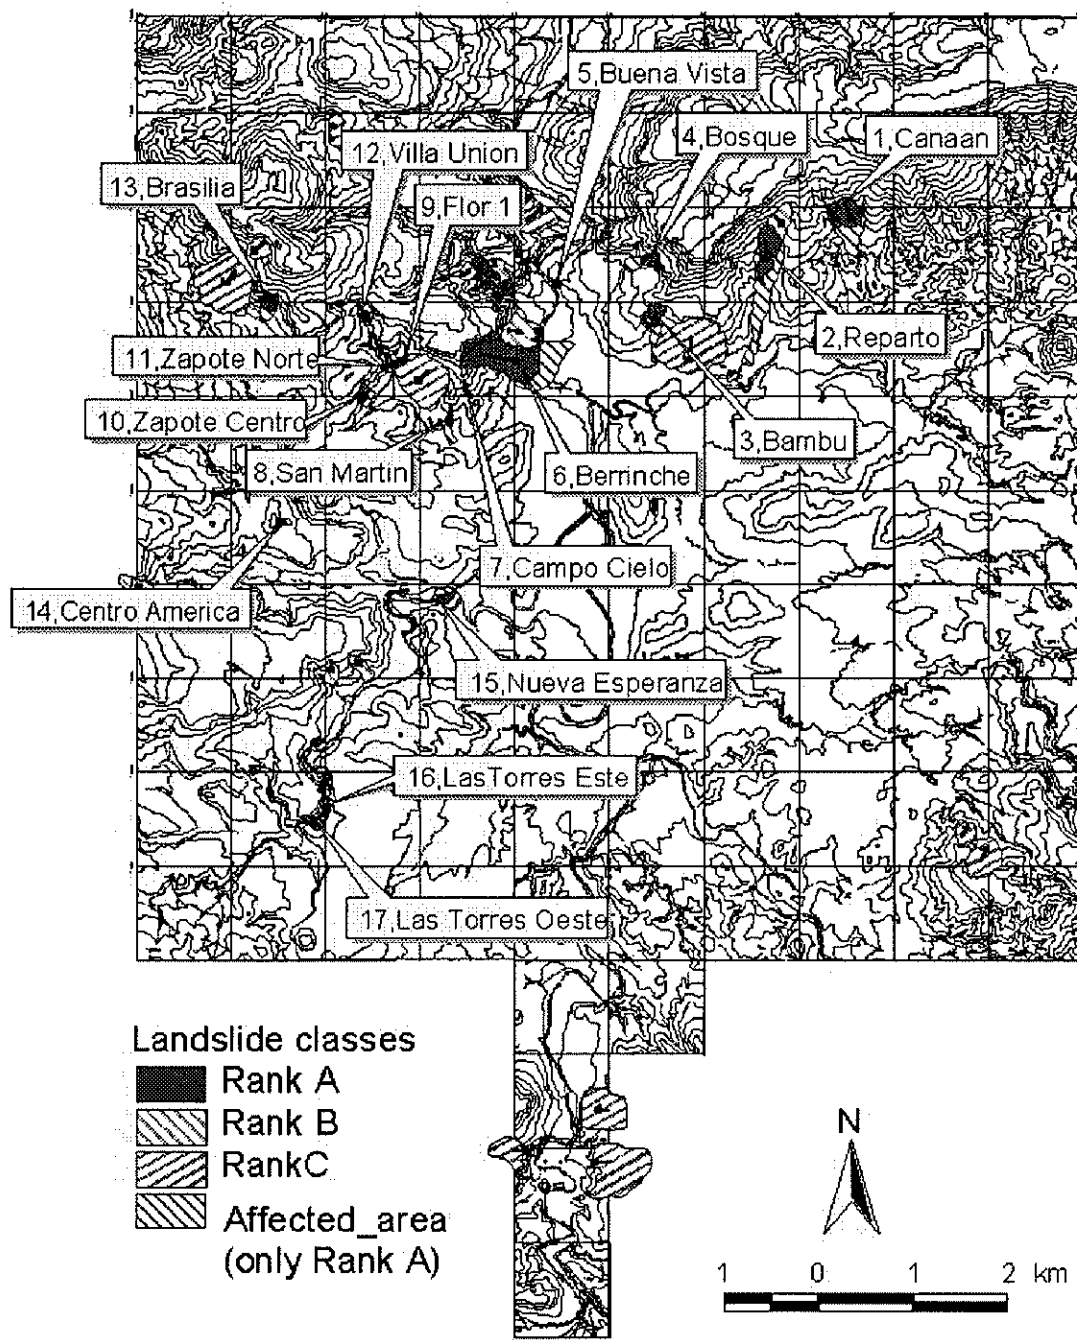 5,Buena Vista
4,Bosque
1,Canaan
12,Villa Union
13,Brasilia
9,Flor 1
2,Reparto
11,Zapote Norte
10,Zapote Centro
3,Bambu
8,San Martin
6,Berrinche
7,Campo Cielo
14,Centro America
15,Nueva Esperanza
16,LasTorres Este
17,Las Torres Oeste
Landslide classes
Rank A
Rank B
RankC
Affected_area
(only Rank A)
N
1 0 1 2 km